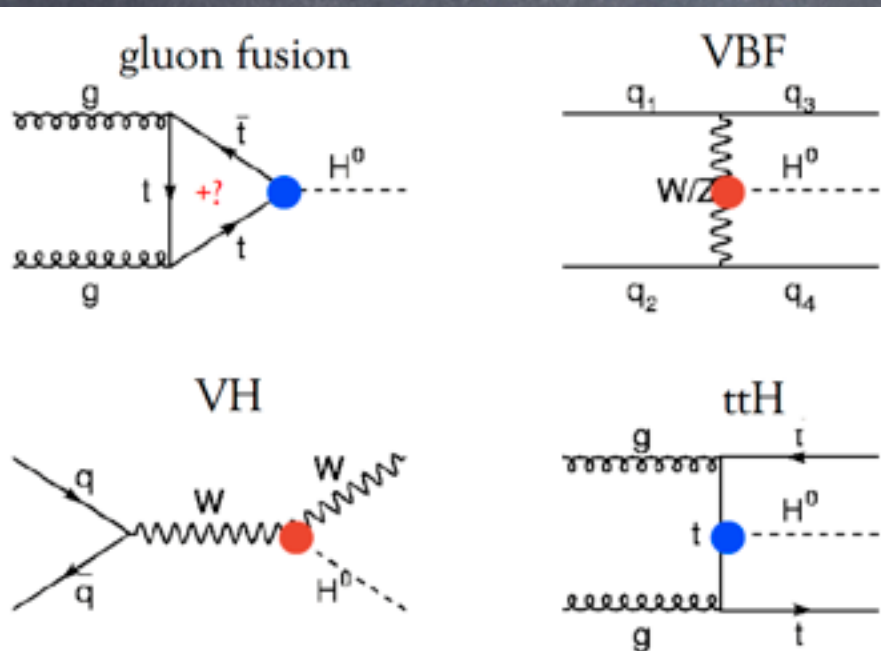 gluon fusion
g
t̄
H⁰
t
+?
t
g
VBF
q₁
q₃
W/Z
H⁰
q₂
q₄
VH
q
W
W
q̄
H⁰
ttH
g
t
H⁰
g
t